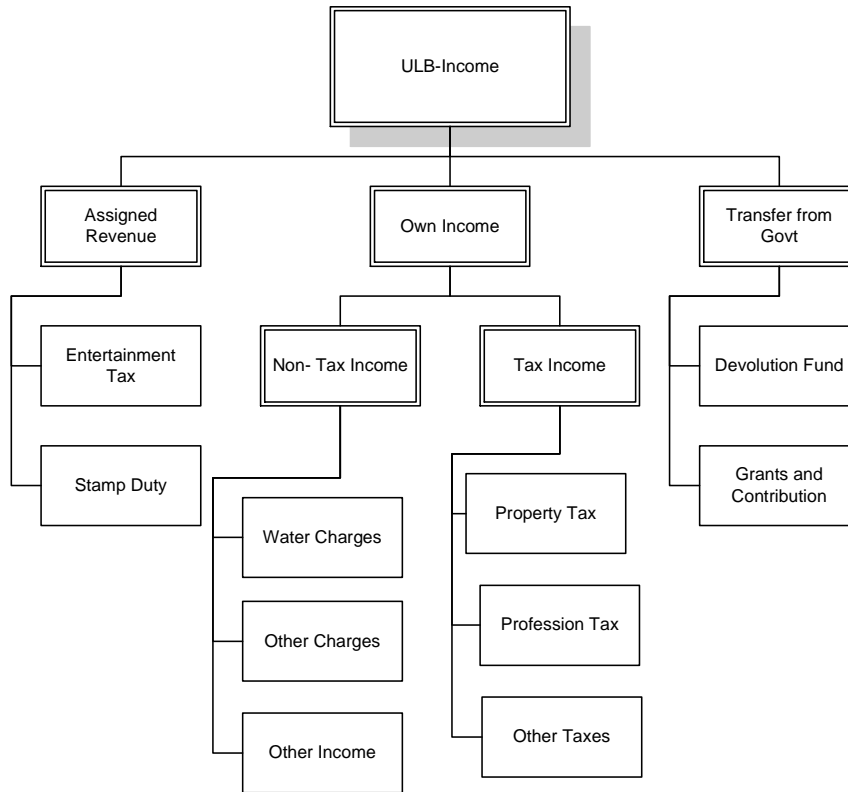 ULB-Income
Assigned
Revenue
Own Income
Transfer from
Govt
Entertainment
Tax
Non- Tax Income
Tax Income
Devolution Fund
Stamp Duty
Grants and
Contribution
Water Charges
Property Tax
Other Charges
Profession Tax
Other Income
Other Taxes